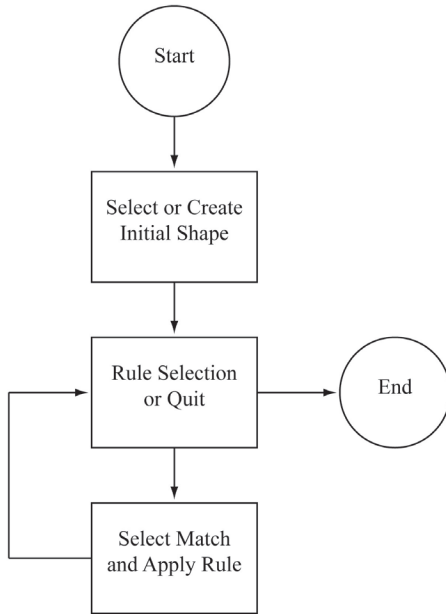 Start
Select or Create
Initial Shape
Rule Selection
or Quit
End
Select Match
and Apply Rule